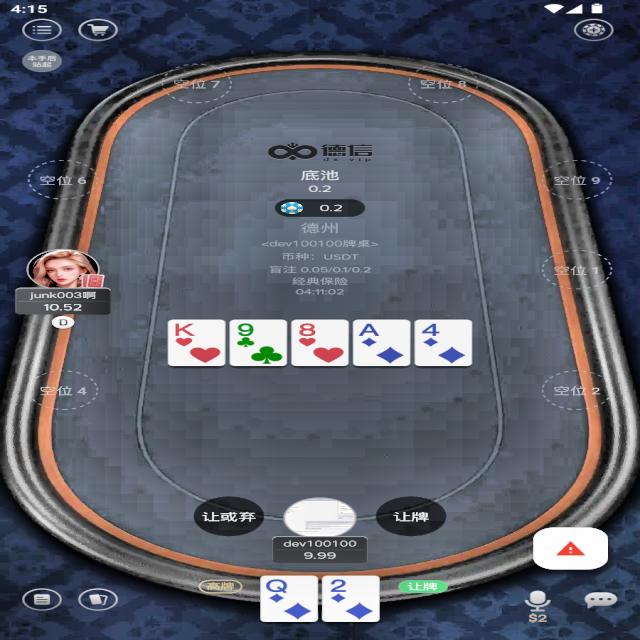 4:15
本手后
站起
空位 7
空位 8
德信
dx.vip
底池
0.2
0.2
空位 6
空位 9
德州
<dev100100牌桌>
币种：USDT
盲注 0.05/0.1/0.2
经典保险
04:11:02
空位 1
junk003啊
10.52
D
K
9
8
A
4
空位 4
空位 2
让或弃
让牌
dev100100
9.99
高牌
让牌
Q
2
$2